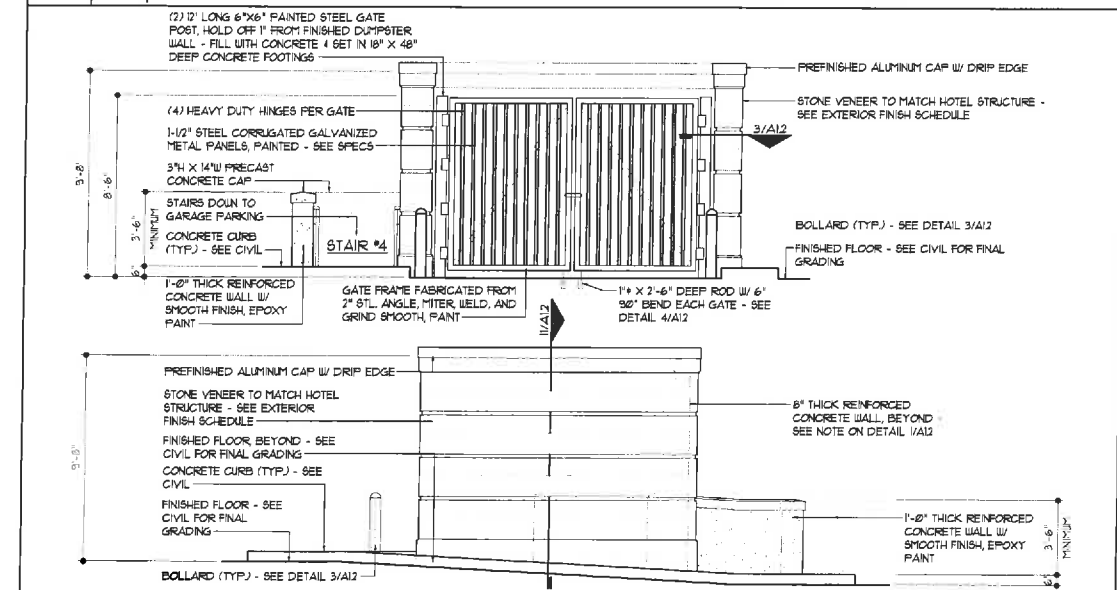 (2) 12' LONG 6"X6" PAINTED STEEL GATE
POST, HOLD OFF 1" FROM FINISHED DUMPSTER
WALL - FILL WITH CONCRETE & SET IN 18" X 48"
DEEP CONCRETE FOOTINGS
PREFINISHED ALUMINUM CAP W/ DRIP EDGE
(4) HEAVY DUTY HINGES PER GATE
STONE VENEER TO MATCH HOTEL STRUCTURE -
SEE EXTERIOR FINISH SCHEDULE
1-1/2" STEEL CORRUGATED GALVANIZED
METAL PANELS, PAINTED - SEE SPECS
3/A12
3"H X 14"W PRECAST
CONCRETE CAP
9'-8"
8'-6"
3'-6"
MINIMUM
6"
STAIRS DOWN TO
GARAGE PARKING
CONCRETE CURB
(TYP.) - SEE CIVIL
STAIR #4
BOLLARD (TYP.) - SEE DETAIL 3/A12
FINISHED FLOOR - SEE CIVIL FOR FINAL
GRADING
1'-0" THICK REINFORCED
CONCRETE WALL W/
SMOOTH FINISH, EPOXY
PAINT
GATE FRAME FABRICATED FROM
2" STL. ANGLE, MITER, WELD, AND
GRIND SMOOTH, PAINT
1"ø X 2'-6" DEEP ROD W/ 6"
90° BEND EACH GATE - SEE
DETAIL 4/A12
11/A12
PREFINISHED ALUMINUM CAP W/ DRIP EDGE
STONE VENEER TO MATCH HOTEL
STRUCTURE - SEE EXTERIOR
FINISH SCHEDULE
8" THICK REINFORCED
CONCRETE WALL, BEYOND
SEE NOTE ON DETAIL 1/A12
9'-8"
FINISHED FLOOR, BEYOND - SEE
CIVIL FOR FINAL GRADING
CONCRETE CURB (TYP.) - SEE
CIVIL
FINISHED FLOOR - SEE
CIVIL FOR FINAL
GRADING
1'-0" THICK REINFORCED
CONCRETE WALL W/
SMOOTH FINISH, EPOXY
PAINT
3'-6"
MINIMUM
6"
BOLLARD (TYP.) - SEE DETAIL 3/A12